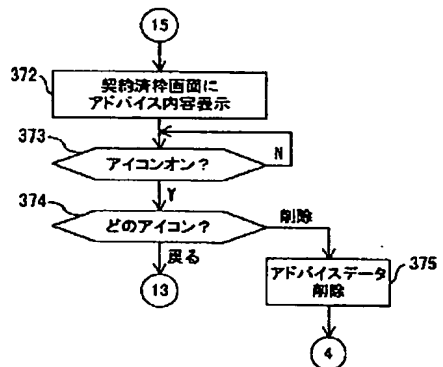 15
372
契約済枠画面に
アドバイス内容表示
373
アイコンオン?
N
Y
374
どのアイコン?
削除
戻る
13
アドバイスデータ
削除
375
4